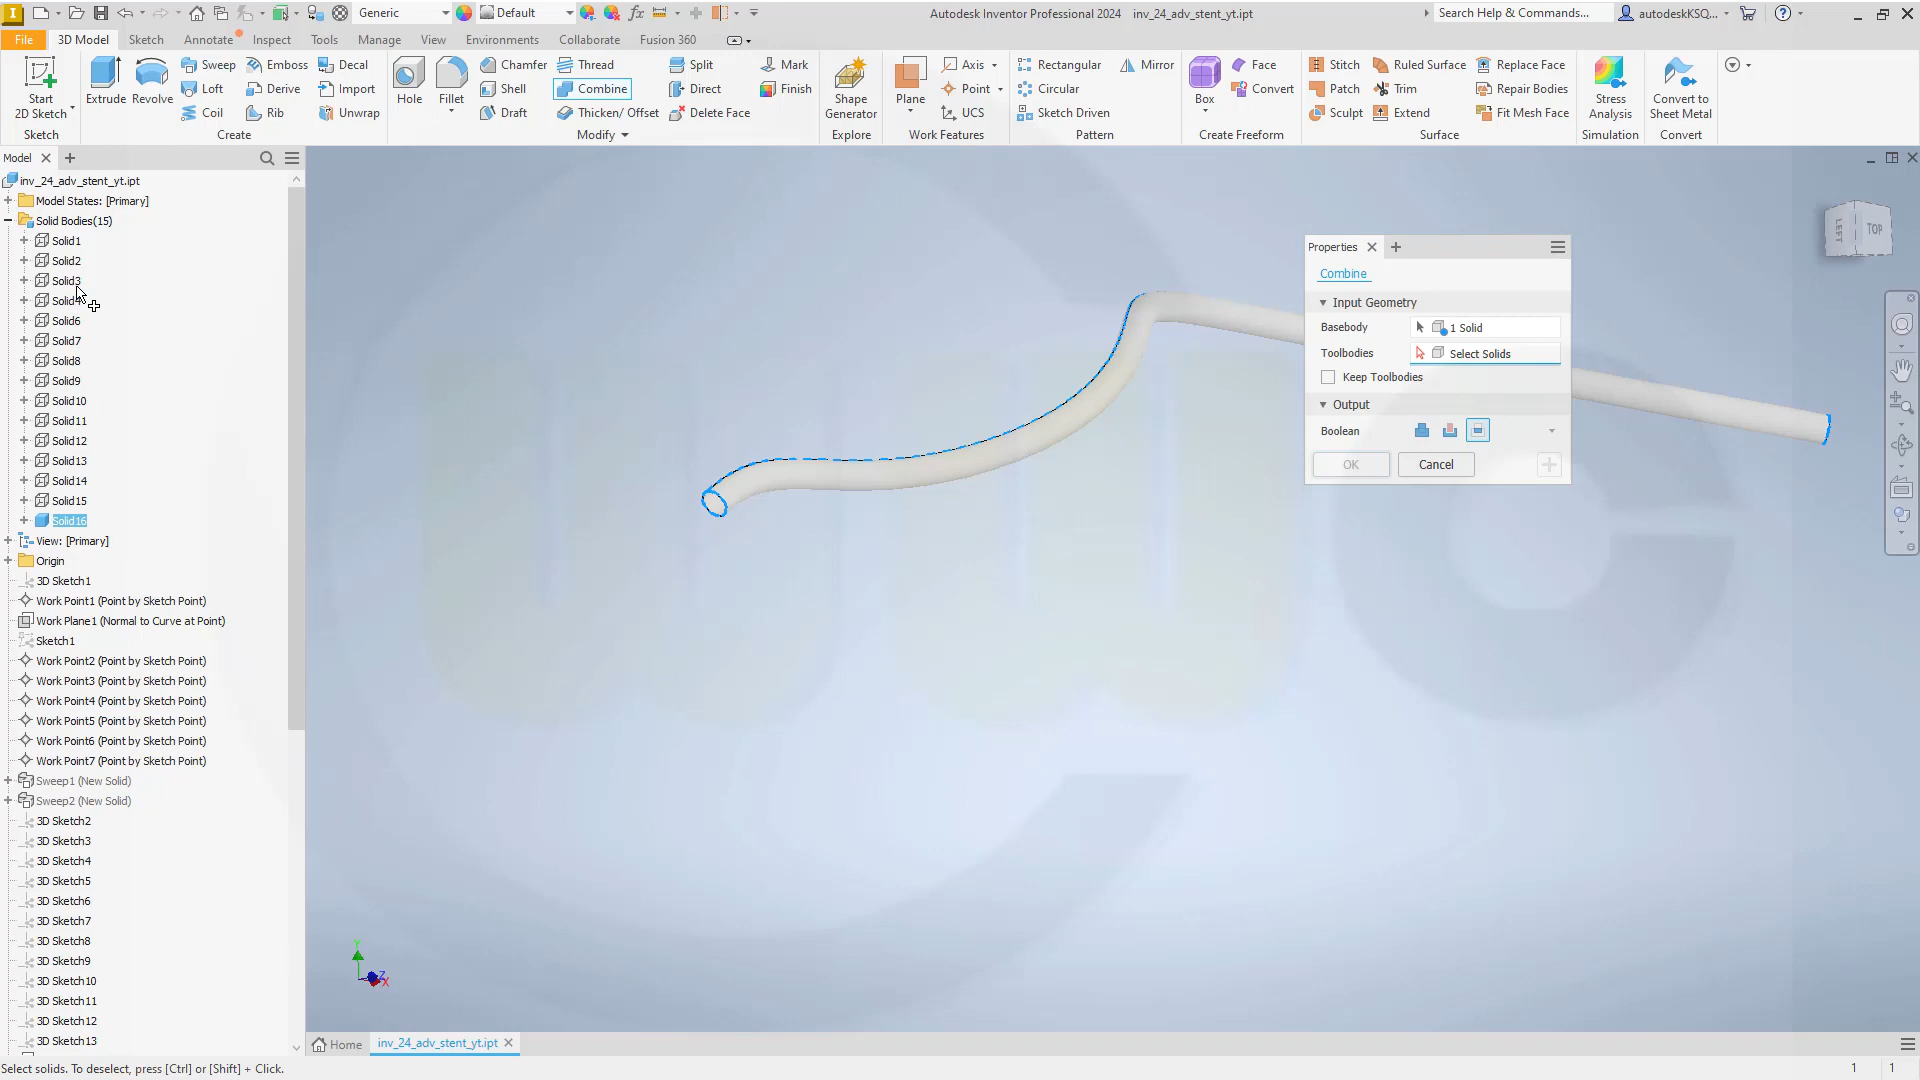 Generic
Default
Autodesk Inventor Professional 2024 inv_24_adv_stent_yt.ipt
Search Help & Commands...
autodeskKSQ...
File
3D Model
Sketch
Annotate
Inspect
Tools
Manage
View
Environments
Collaborate
Fusion 360
Start
2D Sketch
Extrude
Revolve
Sweep
Loft
Coil
Emboss
Derive
Rib
Decal
Import
Unwrap
Hole
Fillet
Chamfer
Shell
Draft
Thread
Combine
Thicken/ Offset
Split
Direct
Delete Face
Mark
Finish
Shape
Generator
Plane
Axis
Point
UCS
Rectangular
Circular
Sketch Driven
Mirror
Box
Face
Convert
Stitch
Patch
Sculpt
Ruled Surface
Trim
Extend
Replace Face
Repair Bodies
Fit Mesh Face
Stress
Analysis
Convert to
Sheet Metal
Sketch
Create
Modify
Explore
Work Features
Pattern
Create Freeform
Surface
Simulation
Convert
Model
inv_24_adv_stent_yt.ipt
Model States: [Primary]
Solid Bodies(15)
Solid1
Solid2
Solid3
Solid4
Solid6
Solid7
Solid8
Solid9
Solid10
Solid11
Solid12
Solid13
Solid14
Solid15
Solid16
View: [Primary]
Origin
3D Sketch1
Work Point1 (Point by Sketch Point)
Work Plane1 (Normal to Curve at Point)
Sketch1
Work Point2 (Point by Sketch Point)
Work Point3 (Point by Sketch Point)
Work Point4 (Point by Sketch Point)
Work Point5 (Point by Sketch Point)
Work Point6 (Point by Sketch Point)
Work Point7 (Point by Sketch Point)
Sweep1 (New Solid)
Sweep2 (New Solid)
3D Sketch2
3D Sketch3
3D Sketch4
3D Sketch5
3D Sketch6
3D Sketch7
3D Sketch8
3D Sketch9
3D Sketch10
3D Sketch11
3D Sketch12
3D Sketch13
LEFT
TOP
Properties
Combine
Input Geometry
Basebody
1 Solid
Toolbodies
Select Solids
Keep Toolbodies
Output
Boolean
OK
Cancel
Y
Z
X
Home
inv_24_adv_stent_yt.ipt
Select solids. To deselect, press [Ctrl] or [Shift] + Click.
1
1